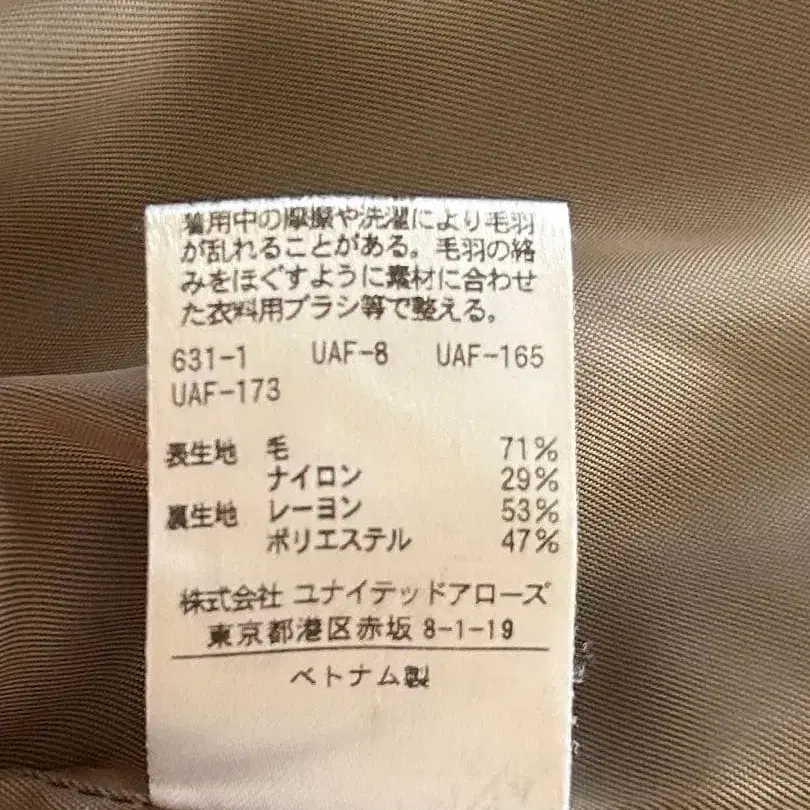 着用中の摩擦や洗濯により毛羽
が乱れることがある。毛羽の絡
みをほぐすように素材に合わせ
た衣料用ブラシ等で整える。
631-1 UAF-8 UAF-165
UAF-173
表生地 毛 71%
ナイロン 29%
裏生地 レーヨン 53%
ポリエステル 47%
株式会社 ユナイテッドアローズ
東京都港区赤坂 8-1-19
ベトナム製